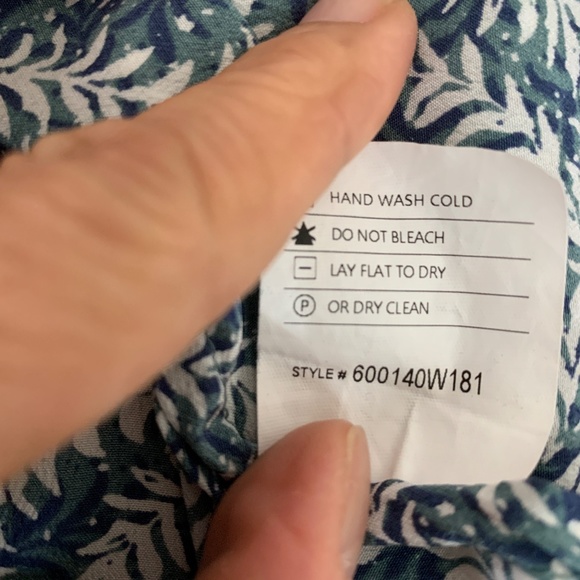 HAND WASH COLD
DO NOT BLEACH
LAY FLAT TO DRY
P OR DRY CLEAN
STYLE # 600140W181